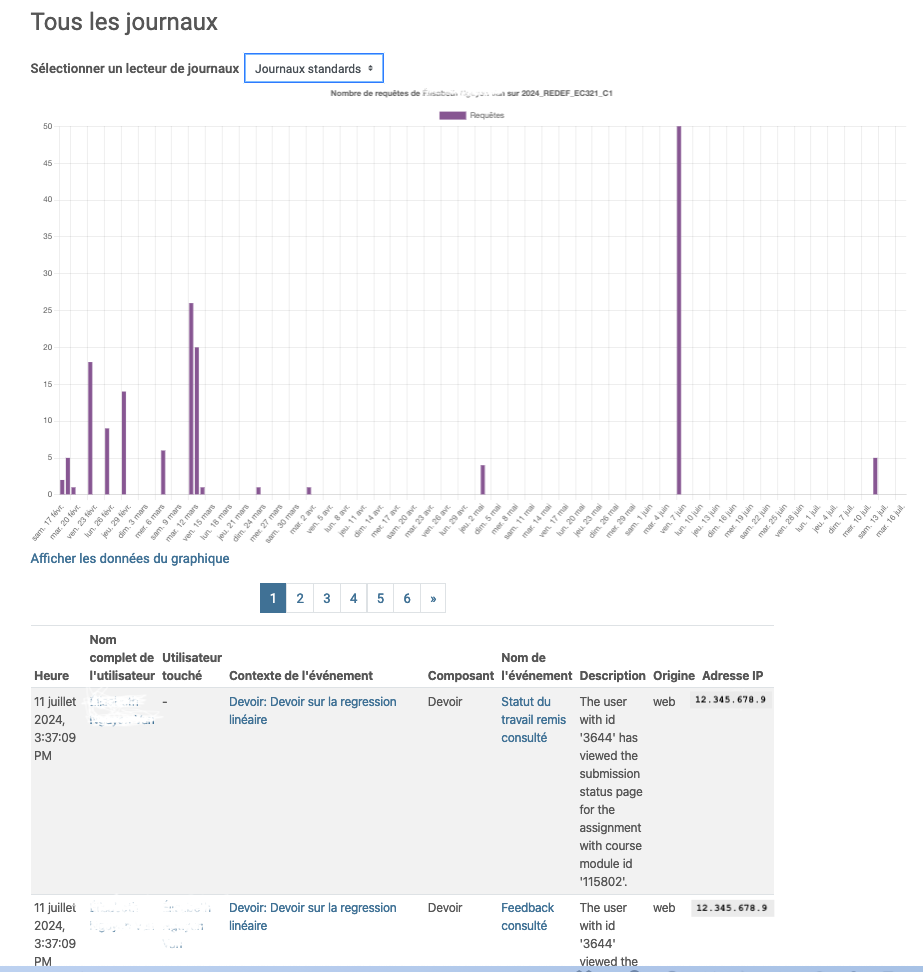 Tous les journaux
Sélectionner un lecteur de journaux Journaux standards
Nombre de requêtes de sur 2024_REDEF_EC321_C1
Requêtes
50
45
40
35
30
25
20
15
10
5
0
sam. 17 févr. mar. 20 févr. ven. 23 févr. lun. 26 févr. jeu. 29 févr. dim. 3 mars mer. 6 mars sam. 9 mars mar. 12 mars ven. 15 mars lun. 18 mars jeu. 21 mars dim. 24 mars mer. 27 mars sam. 30 mars mar. 2 avr. ven. 5 avr. lun. 8 avr. jeu. 11 avr. dim. 14 avr. mer. 17 avr. sam. 20 avr. mar. 23 avr. ven. 26 avr. lun. 29 avr. jeu. 2 mai dim. 5 mai mer. 8 mai sam. 11 mai mar. 14 mai ven. 17 mai lun. 20 mai jeu. 23 mai dim. 26 mai mer. 29 mai sam. 1 juin mar. 4 juin ven. 7 juin lun. 10 juin jeu. 13 juin dim. 16 juin mer. 19 juin sam. 22 juin mar. 25 juin ven. 28 juin lun. 1 juil. jeu. 4 juil. dim. 7 juil. mer. 10 juil. sam. 13 juil. mar. 16 juil.
Afficher les données du graphique
1 2 3 4 5 6 »
Nom
complet de Utilisateur Nom de
Heure l'utilisateur touché Contexte de l'événement Composant l'événement Description Origine Adresse IP
11 juillet - Devoir: Devoir sur la regression Devoir Statut du The user web 12.345.678.9
2024, linéaire travail remis with id
3:37:09 consulté '3644' has
PM viewed the
submission
status page
for the
assignment
with course
module id
'115802'.
11 juillet Devoir: Devoir sur la regression Devoir Feedback The user web 12.345.678.9
2024, linéaire consulté with id
3:37:09 '3644'
PM viewed the